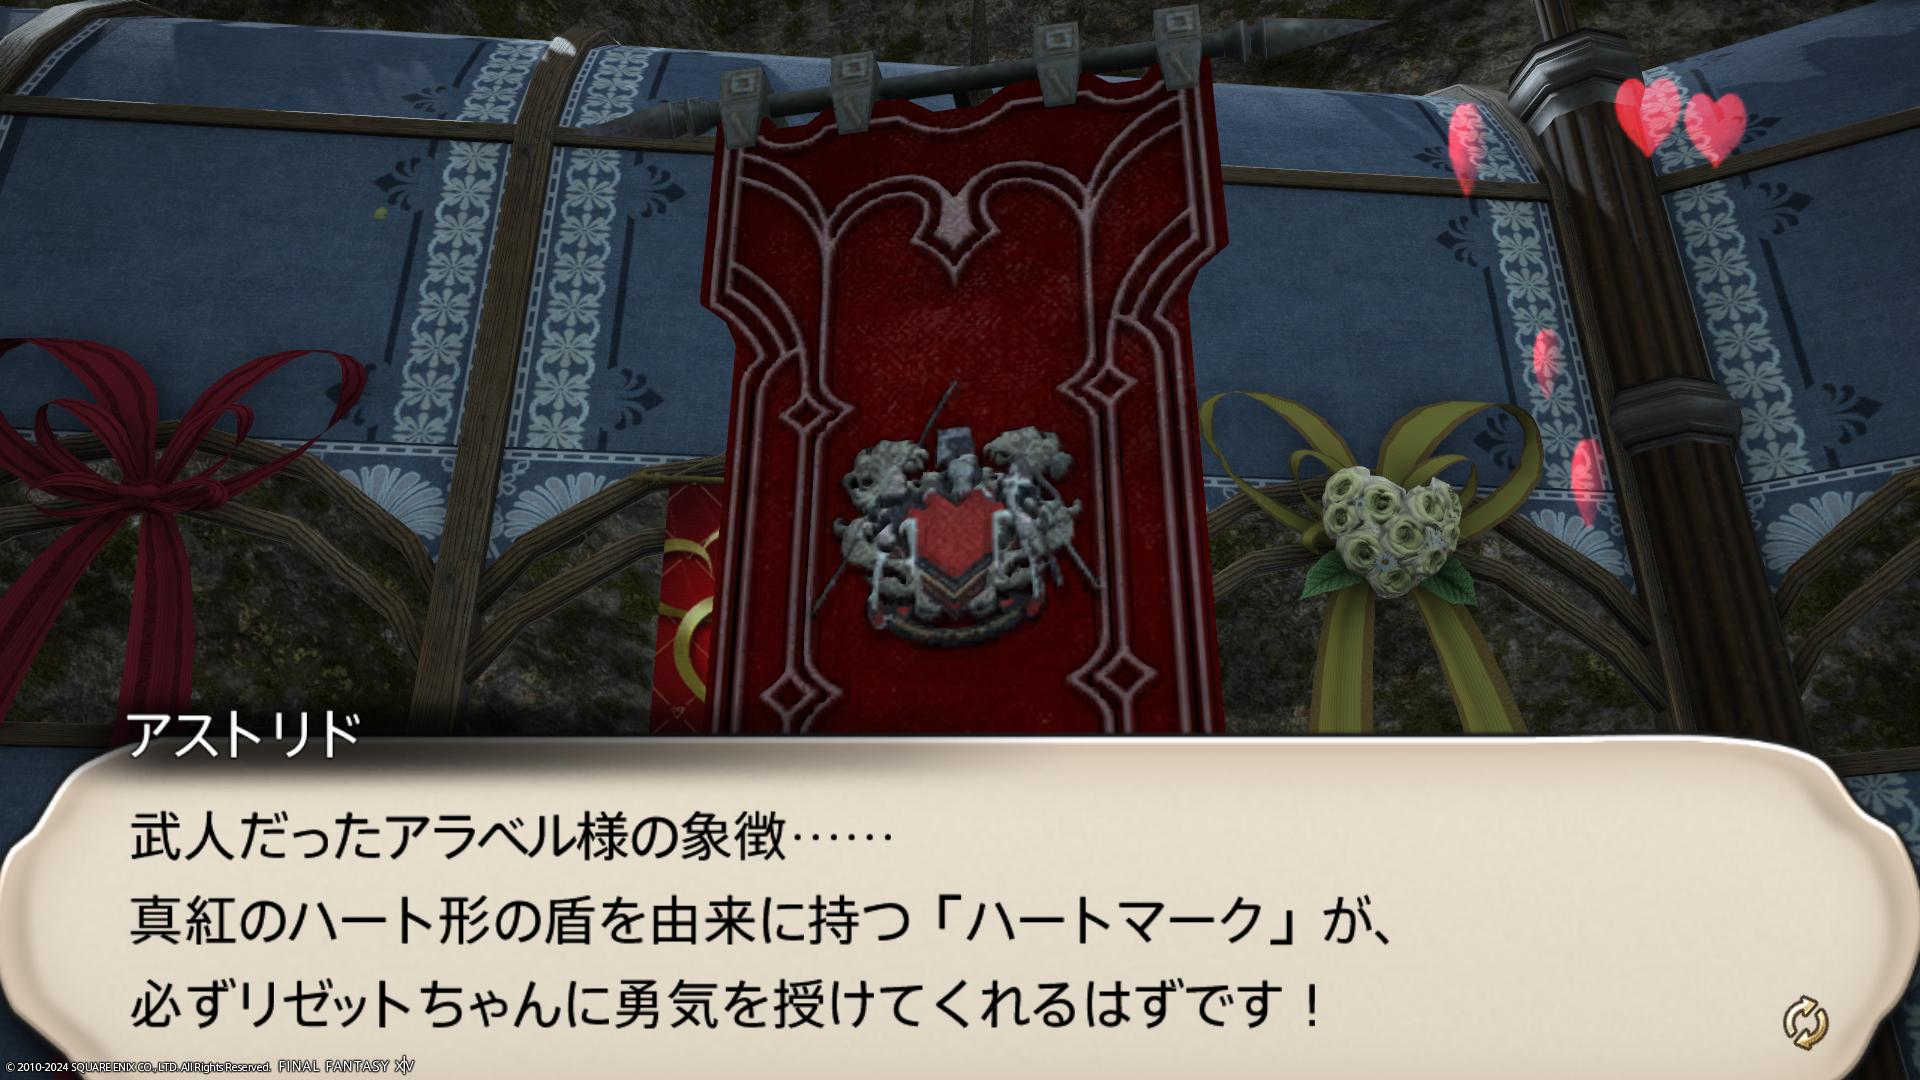 アストリド
武人だったアラベル様の象徴……
真紅のハート形の盾を由来に持つ「ハートマーク」が、
必ずリゼットちゃんに勇気を授けてくれるはずです！
© 2010-2024 SQUARE ENIX CO., LTD. All Rights Reserved. FINAL FANTASY XIV